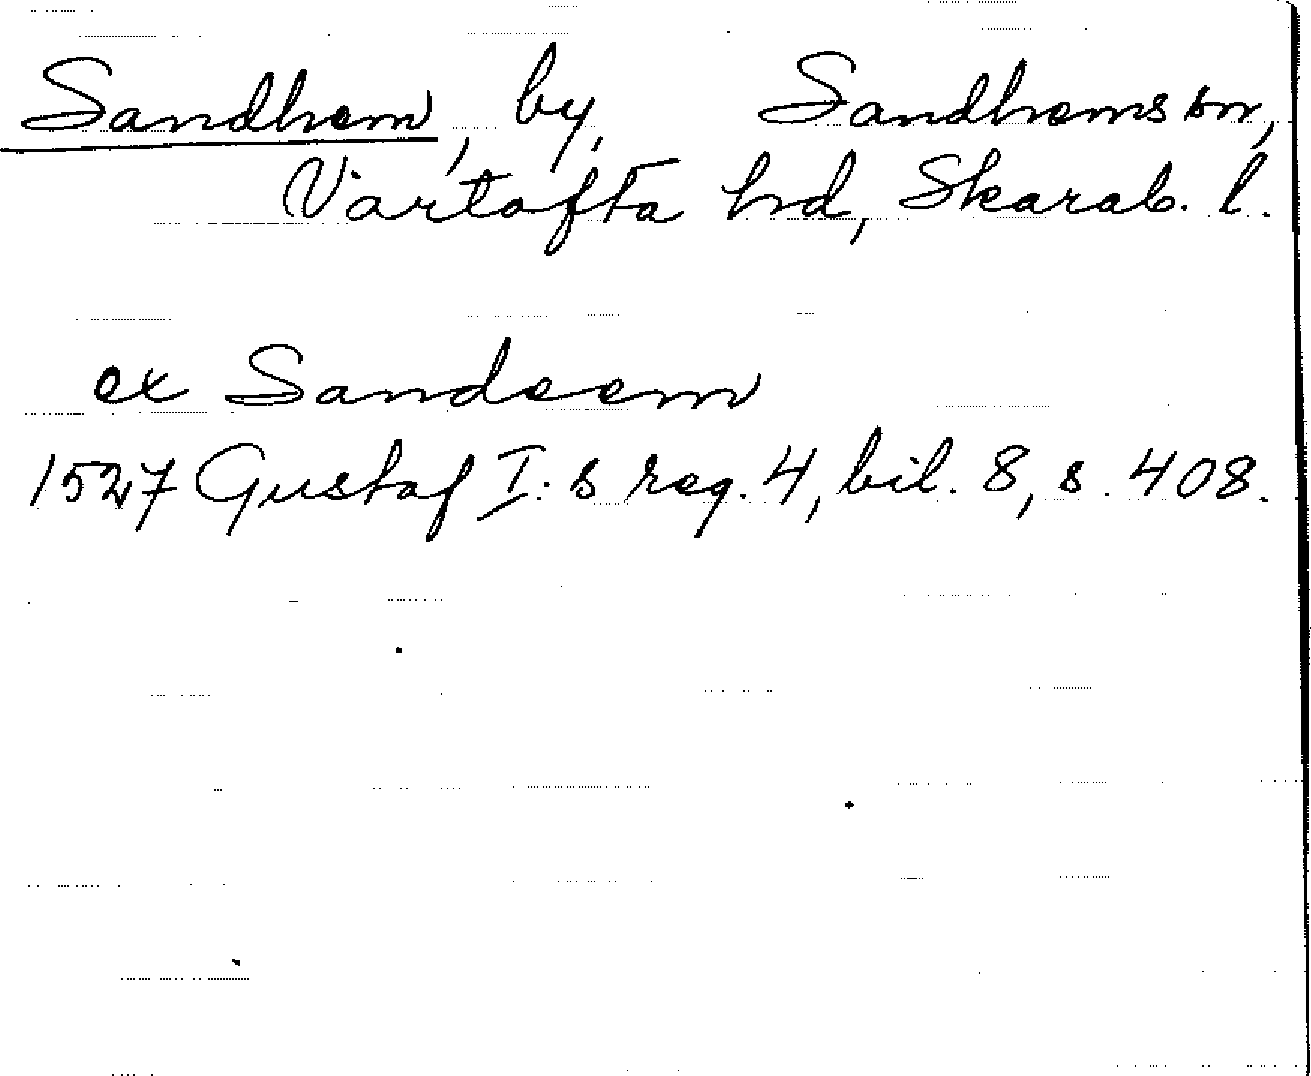 Sandhem, by, Sandhems sn,
Vartofta hd, Skarab. l.
ex Sandeem
1527 Gustaf I:s reg. 4, bil. 8, s. 408.